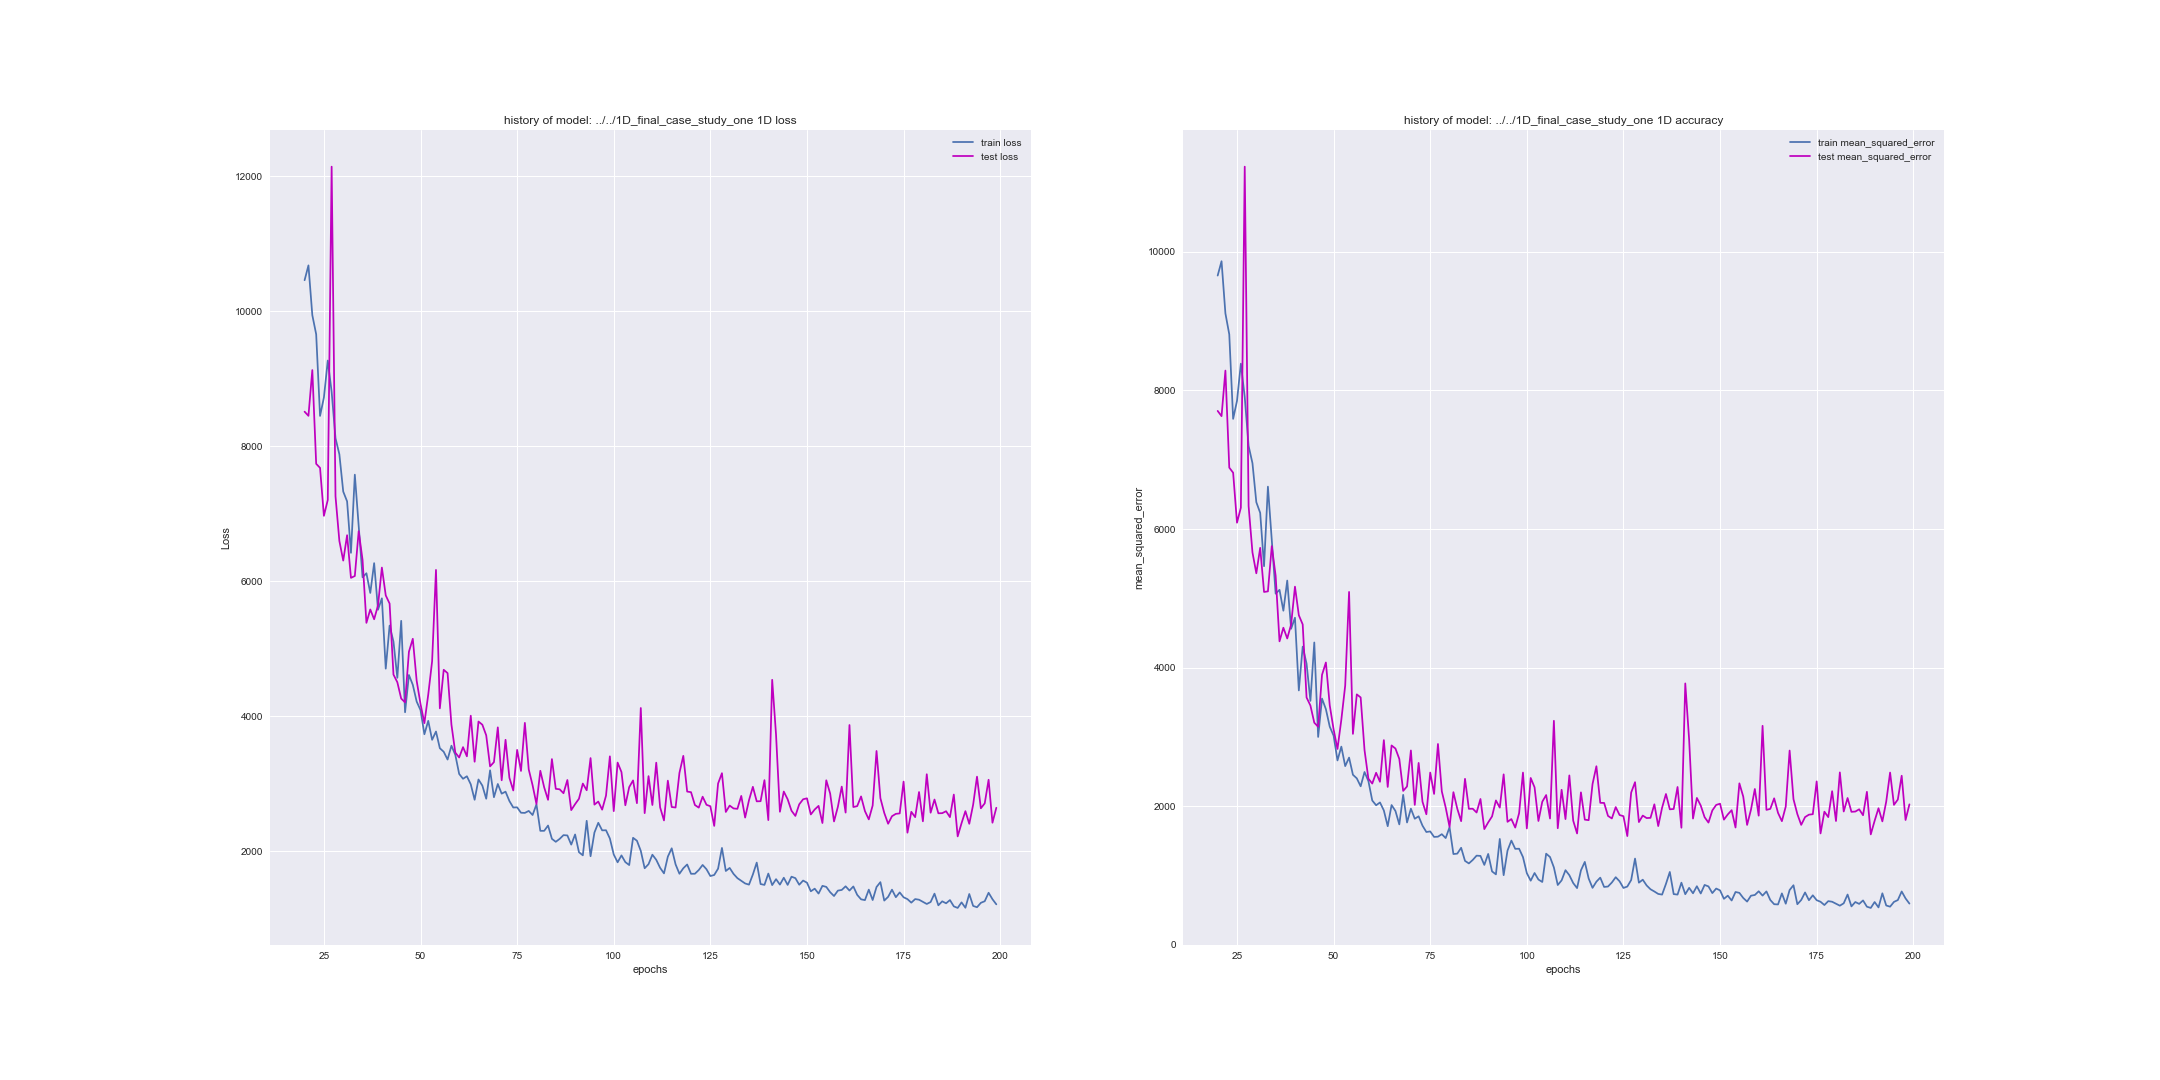 history of model: ../../1D_final_case_study_one 1D loss
train loss
test loss
12000
10000
8000
6000
4000
2000
Loss
25 50 75 100 125 150 175 200
epochs
history of model: ../../1D_final_case_study_one 1D accuracy
train mean_squared_error
test mean_squared_error
10000
8000
6000
4000
2000
0
mean_squared_error
25 50 75 100 125 150 175 200
epochs